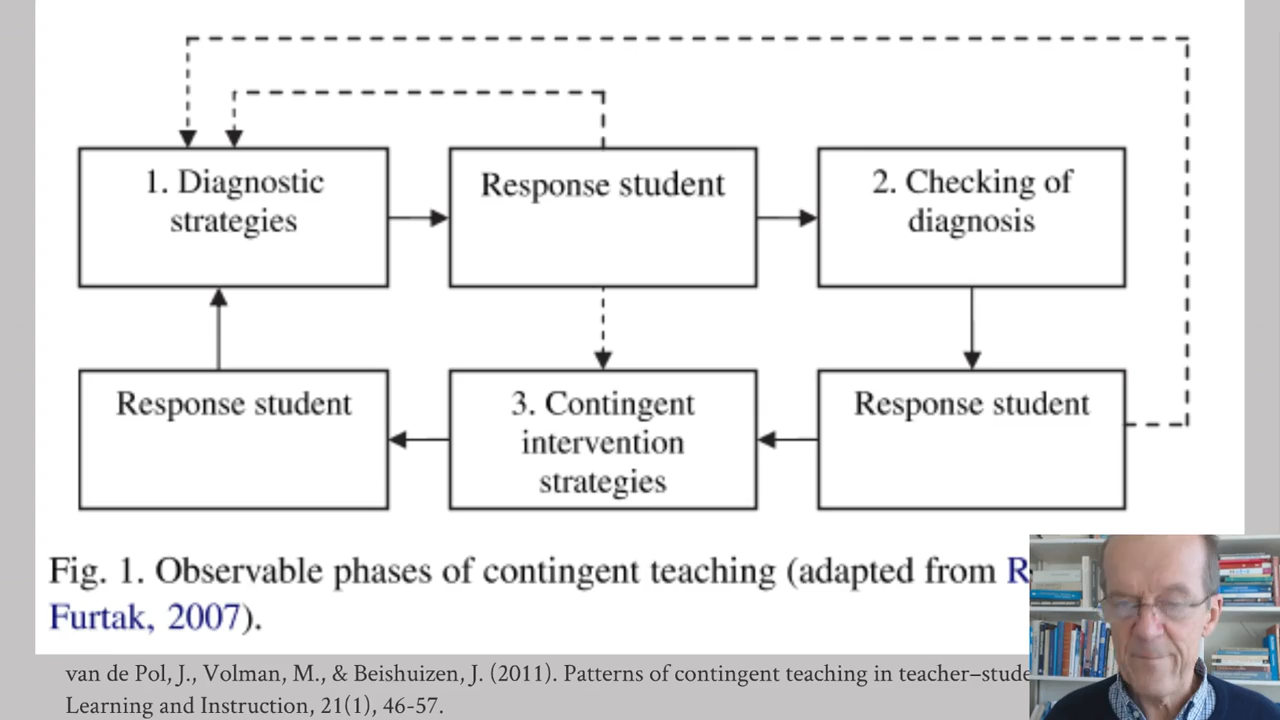 1. Diagnostic
strategies
Response student
2. Checking of
diagnosis
Response student
3. Contingent
intervention
strategies
Response student
Fig. 1. Observable phases of contingent teaching (adapted from
Furtak, 2007).
van de Pol, J., Volman, M., & Beishuizen, J. (2011). Patterns of contingent teaching in
Learning and Instruction, 21(1), 46-57.